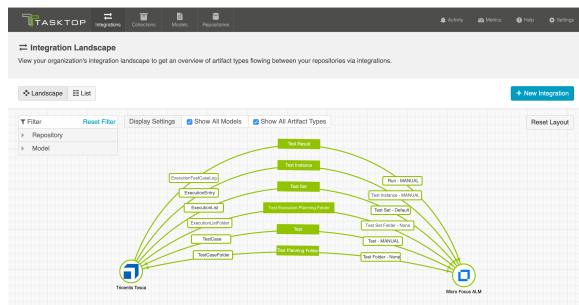 TASKTOP
Integrations
Collections
Models
Repositories
Activity
Metrics
Help
Settings
Integration Landscape
View your organization's integration landscape to get an overview of artifact types flowing between your repositories via integrations.
Landscape
List
+ New Integration
Filter
Reset Filter
Display Settings
Show All Models
Show All Artifact Types
Reset Layout
Repository
Model
Test Result
ExecutionTestCaseLog
Run - MANUAL
Test Instance
ExecutionEntry
Test Instance - MANUAL
Test Set
ExecutionList
Test Set - Default
Test Execution Planning Folder
ExecutionListFolder
Test Set Folder - None
Test
TestCase
Test - MANUAL
Test Planning Folder
TestCaseFolder
Test Folder - None
Tricentis Tosca
Micro Focus ALM